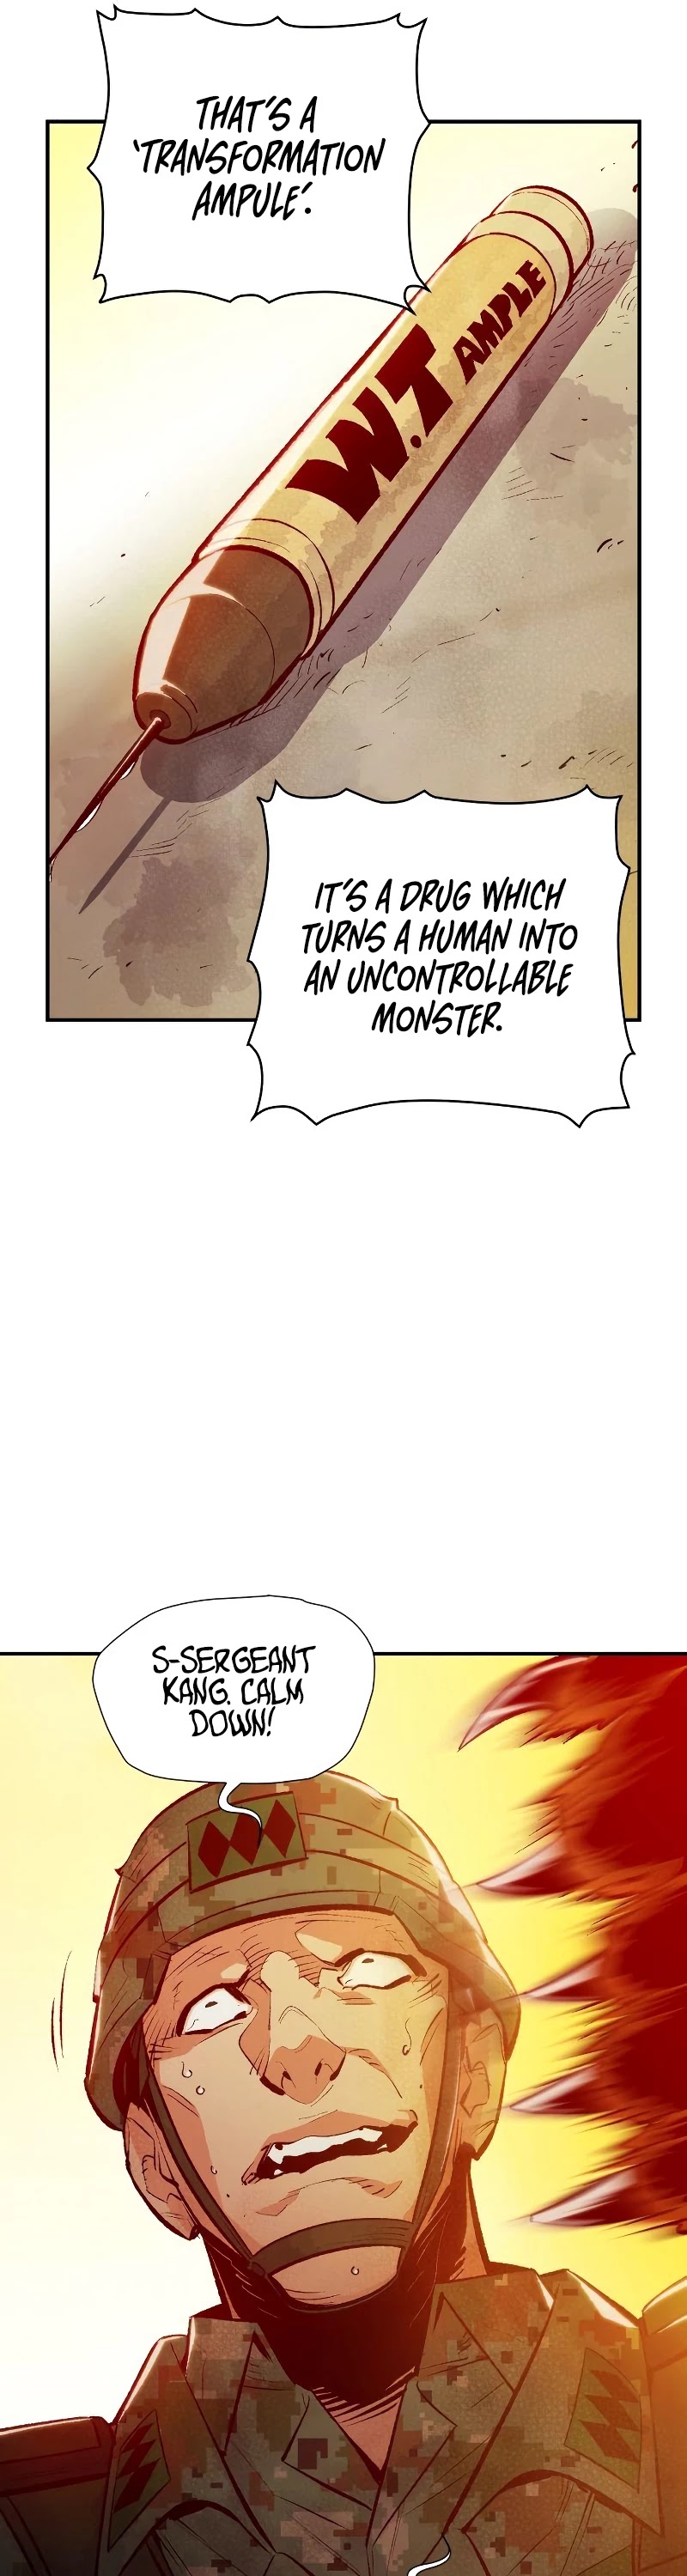 THAT'S A
'TRANSFORMATION
AMPULE'.
W.T AMPLE
IT'S A DRUG WHICH
TURNS A HUMAN INTO
AN UNCONTROLLABLE
MONSTER.
S-SERGEANT
KANG. CALM
DOWN!